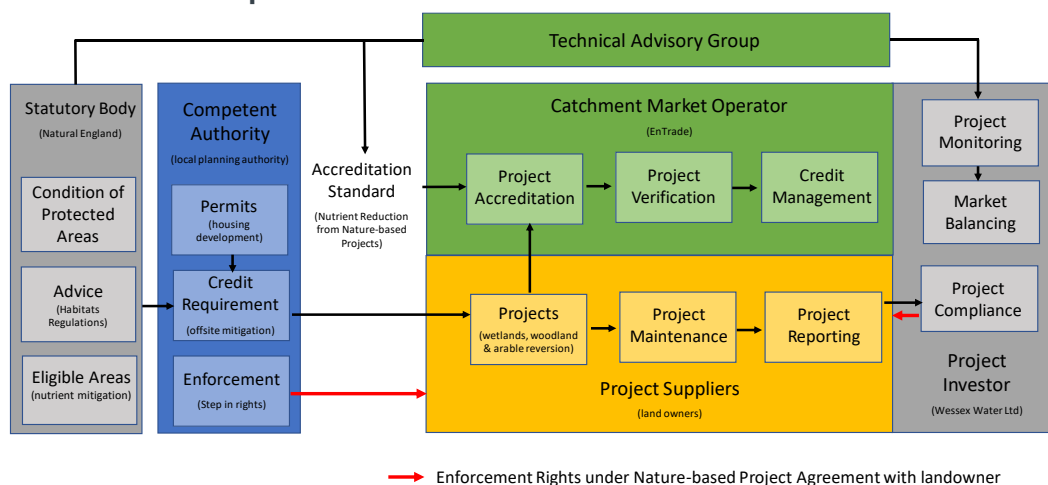 Technical Advisory Group
Statutory Body
(Natural England)
Condition of
Protected
Areas
Advice
(Habitats
Regulations)
Eligible Areas
(nutrient mitigation)
Competent
Authority
(local planning authority)
Permits
(housing
development)
Credit
Requirement
(offsite mitigation)
Enforcement
(Step in rights)
Accreditation
Standard
(Nutrient Reduction
from Nature-based
Projects)
Catchment Market Operator
(EnTrade)
Project
Accreditation
Project
Verification
Credit
Management
Projects
(wetlands, woodland
& arable reversion)
Project
Maintenance
Project
Reporting
Project Suppliers
(land owners)
Project
Monitoring
Market
Balancing
Project
Compliance
Project
Investor
(Wessex Water Ltd)
Enforcement Rights under Nature-based Project Agreement with landowner